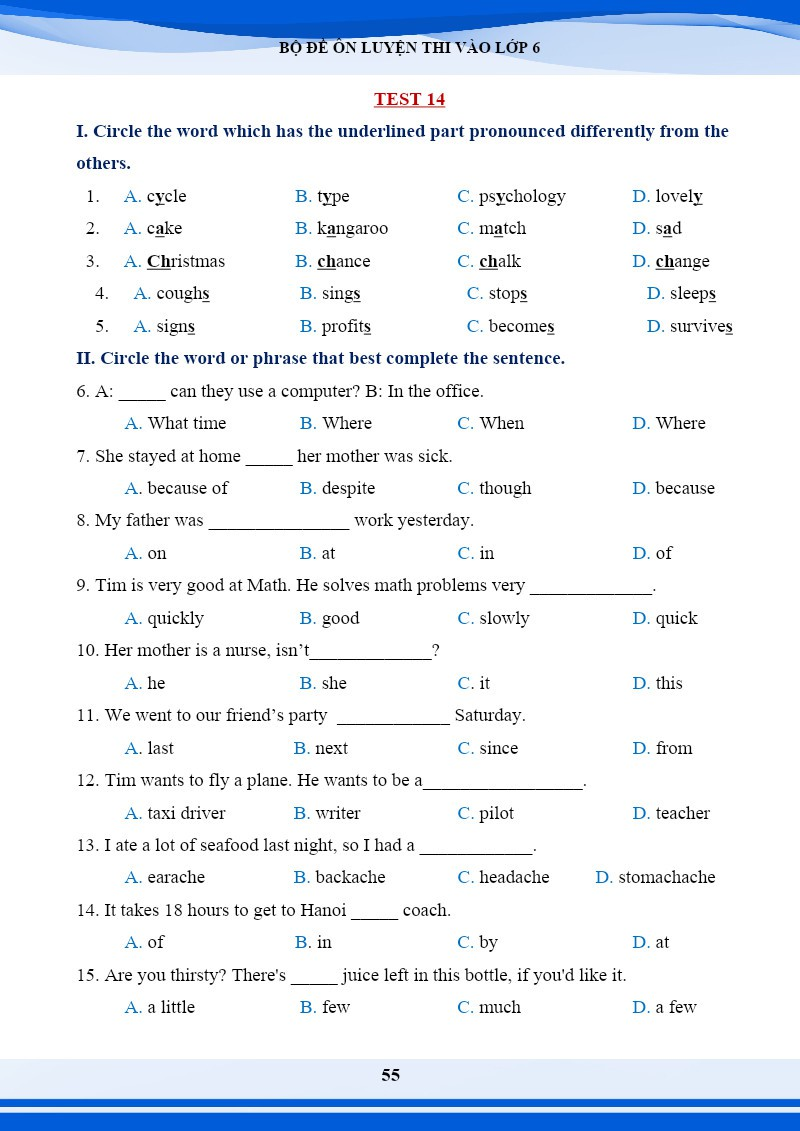 BỘ ĐỀ ÔN LUYỆN THI VÀO LỚP 6
TEST 14
I. Circle the word which has the underlined part pronounced differently from the
others.
1. A. cycle B. type C. psychology D. lovely
2. A. cake B. kangaroo C. match D. sad
3. A. Christmas B. chance C. chalk D. change
4. A. coughs B. sings C. stops D. sleeps
5. A. signs B. profits C. becomes D. survives
II. Circle the word or phrase that best complete the sentence.
6. A: _____ can they use a computer? B: In the office.
A. What time B. Where C. When D. Where
7. She stayed at home _____ her mother was sick.
A. because of B. despite C. though D. because
8. My father was _______________ work yesterday.
A. on B. at C. in D. of
9. Tim is very good at Math. He solves math problems very _____________.
A. quickly B. good C. slowly D. quick
10. Her mother is a nurse, isn’t_____________?
A. he B. she C. it D. this
11. We went to our friend’s party ____________ Saturday.
A. last B. next C. since D. from
12. Tim wants to fly a plane. He wants to be a_________________.
A. taxi driver B. writer C. pilot D. teacher
13. I ate a lot of seafood last night, so I had a ____________.
A. earache B. backache C. headache D. stomachache
14. It takes 18 hours to get to Hanoi _____ coach.
A. of B. in C. by D. at
15. Are you thirsty? There's _____ juice left in this bottle, if you'd like it.
A. a little B. few C. much D. a few
55